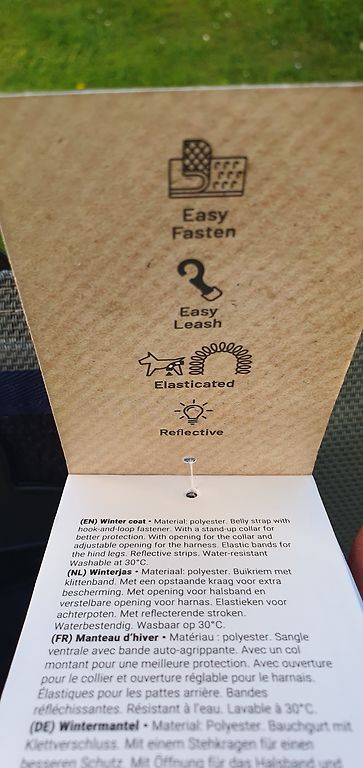 Easy
Fasten
Easy
Leash
Elasticated
Reflective
(EN) Winter coat • Material: polyester. Belly strap with
hook-and-loop fastener. With a stand-up collar for
better protection. With opening for the collar and
adjustable opening for the harness. Elastic bands for
the hind legs. Reflective strips. Water-resistant
Washable at 30°C.
(NL) Winterjas • Materiaal: polyester. Buikriem met
klittenband. Met een opstaande kraag voor extra
bescherming. Met opening voor halsband en
verstelbare opening voor harnas. Elastieken voor
achterpoten. Met reflecterende stroken.
Waterbestendig. Wasbaar op 30°C.
(FR) Manteau d'hiver • Matériau : polyester. Sangle
ventrale avec bande auto-agrippante. Avec un col
montant pour une meilleure protection. Avec ouverture
pour le collier et ouverture réglable pour le harnais.
Élastiques pour les pattes arrière. Bandes
réfléchissantes. Résistant à l'eau. Lavable à 30°C.
(DE) Wintermantel • Material: Polyester. Bauchgurt mit
Klettverschluss. Mit einem Stehkragen für einen
besseren Schutz. Mit Öffnung für das Halsband und